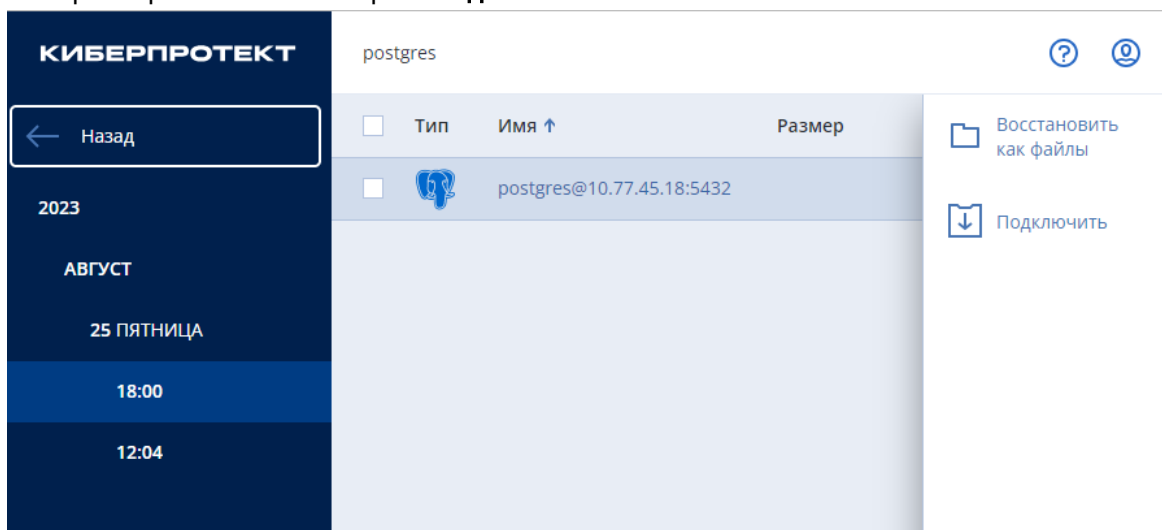 КИБЕРПРОТЕКТ
postgres
Назад
Тип Имя ↑ Размер
Восстановить
как файлы
postgres@10.77.45.18:5432
2023
Подключить
АВГУСТ
25 ПЯТНИЦА
18:00
12:04